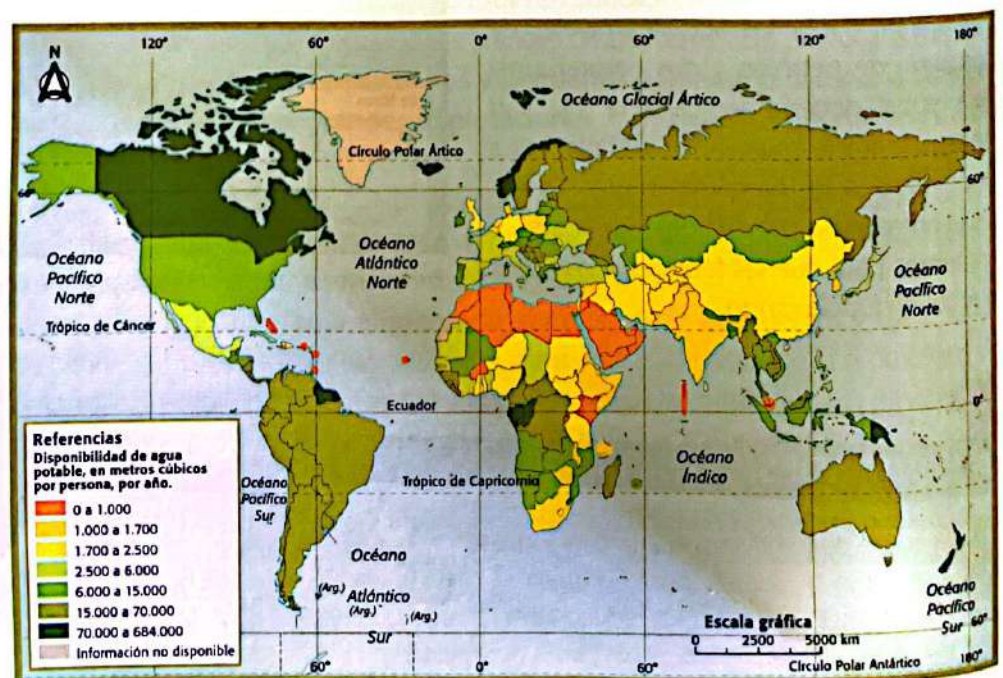 120° 60° 0° 60° 120° 180°
N
Océano Glacial Ártico
Círculo Polar Ártico
60°
60°
Océano
Pacífico
Norte
Océano
Atlántico
Norte
Océano
Pacífico
Norte
Trópico de Cáncer
Ecuador
0°
Océano
Índico
Trópico de Capricornio
Océano
Pacífico
Sur
Océano
Atlántico
Sur
(Arg.)
(Arg.)
(Arg.)
Océano
Pacífico
Sur
60°
Referencias
Disponibilidad de agua
potable, en metros cúbicos
por persona, por año.
0 a 1.000
1.000 a 1.700
1.700 a 2.500
2.500 a 6.000
6.000 a 15.000
15.000 a 70.000
70.000 a 684.000
Información no disponible
Escala gráfica
0 2500 5000 km
Círculo Polar Antártico
60° 0° 60° 120° 180°